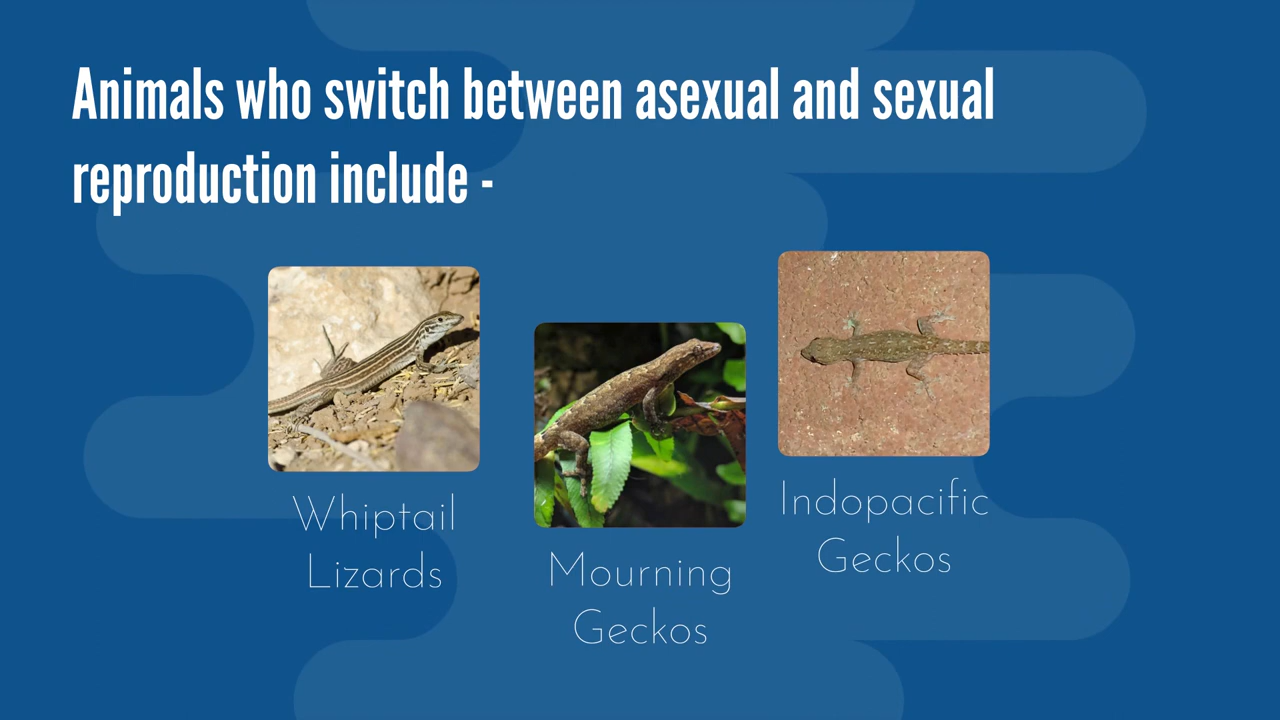 Animals who switch between asexual and sexual
reproduction include -
Whiptail
Lizards
Mourning
Geckos
Indopacific
Geckos